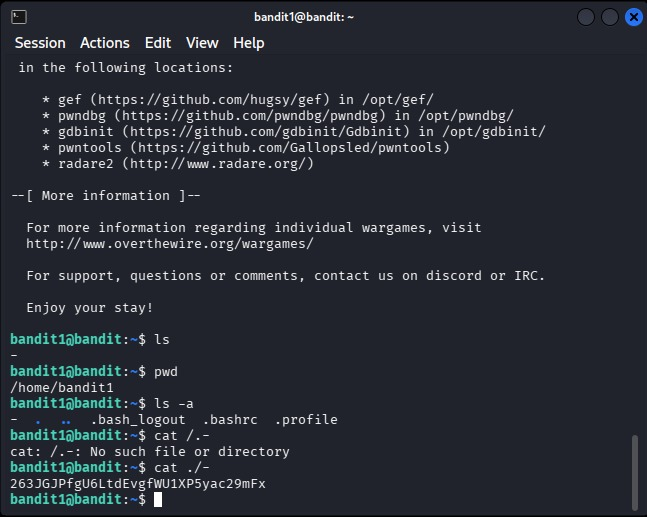 bandit1@bandit: ~
Session Actions Edit View Help
in the following locations:
* gef (https://github.com/hugsy/gef) in /opt/gef/
* pwndbg (https://github.com/pwndbg/pwndbg) in /opt/pwndbg/
* gdbinit (https://github.com/gdbinit/Gdbinit) in /opt/gdbinit/
* pwntools (https://github.com/Gallopsled/pwntools)
* radare2 (http://www.radare.org/)
--[ More information ]--
For more information regarding individual wargames, visit
http://www.overthewire.org/wargames/
For support, questions or comments, contact us on discord or IRC.
Enjoy your stay!
bandit1@bandit:~$ ls
-
bandit1@bandit:~$ pwd
/home/bandit1
bandit1@bandit:~$ ls -a
- . .. .bash_logout .bashrc .profile
bandit1@bandit:~$ cat /.-
cat: /.-: No such file or directory
bandit1@bandit:~$ cat ./-
263JGJPfgU6LtdEvgfWU1XP5yac29mFx
bandit1@bandit:~$